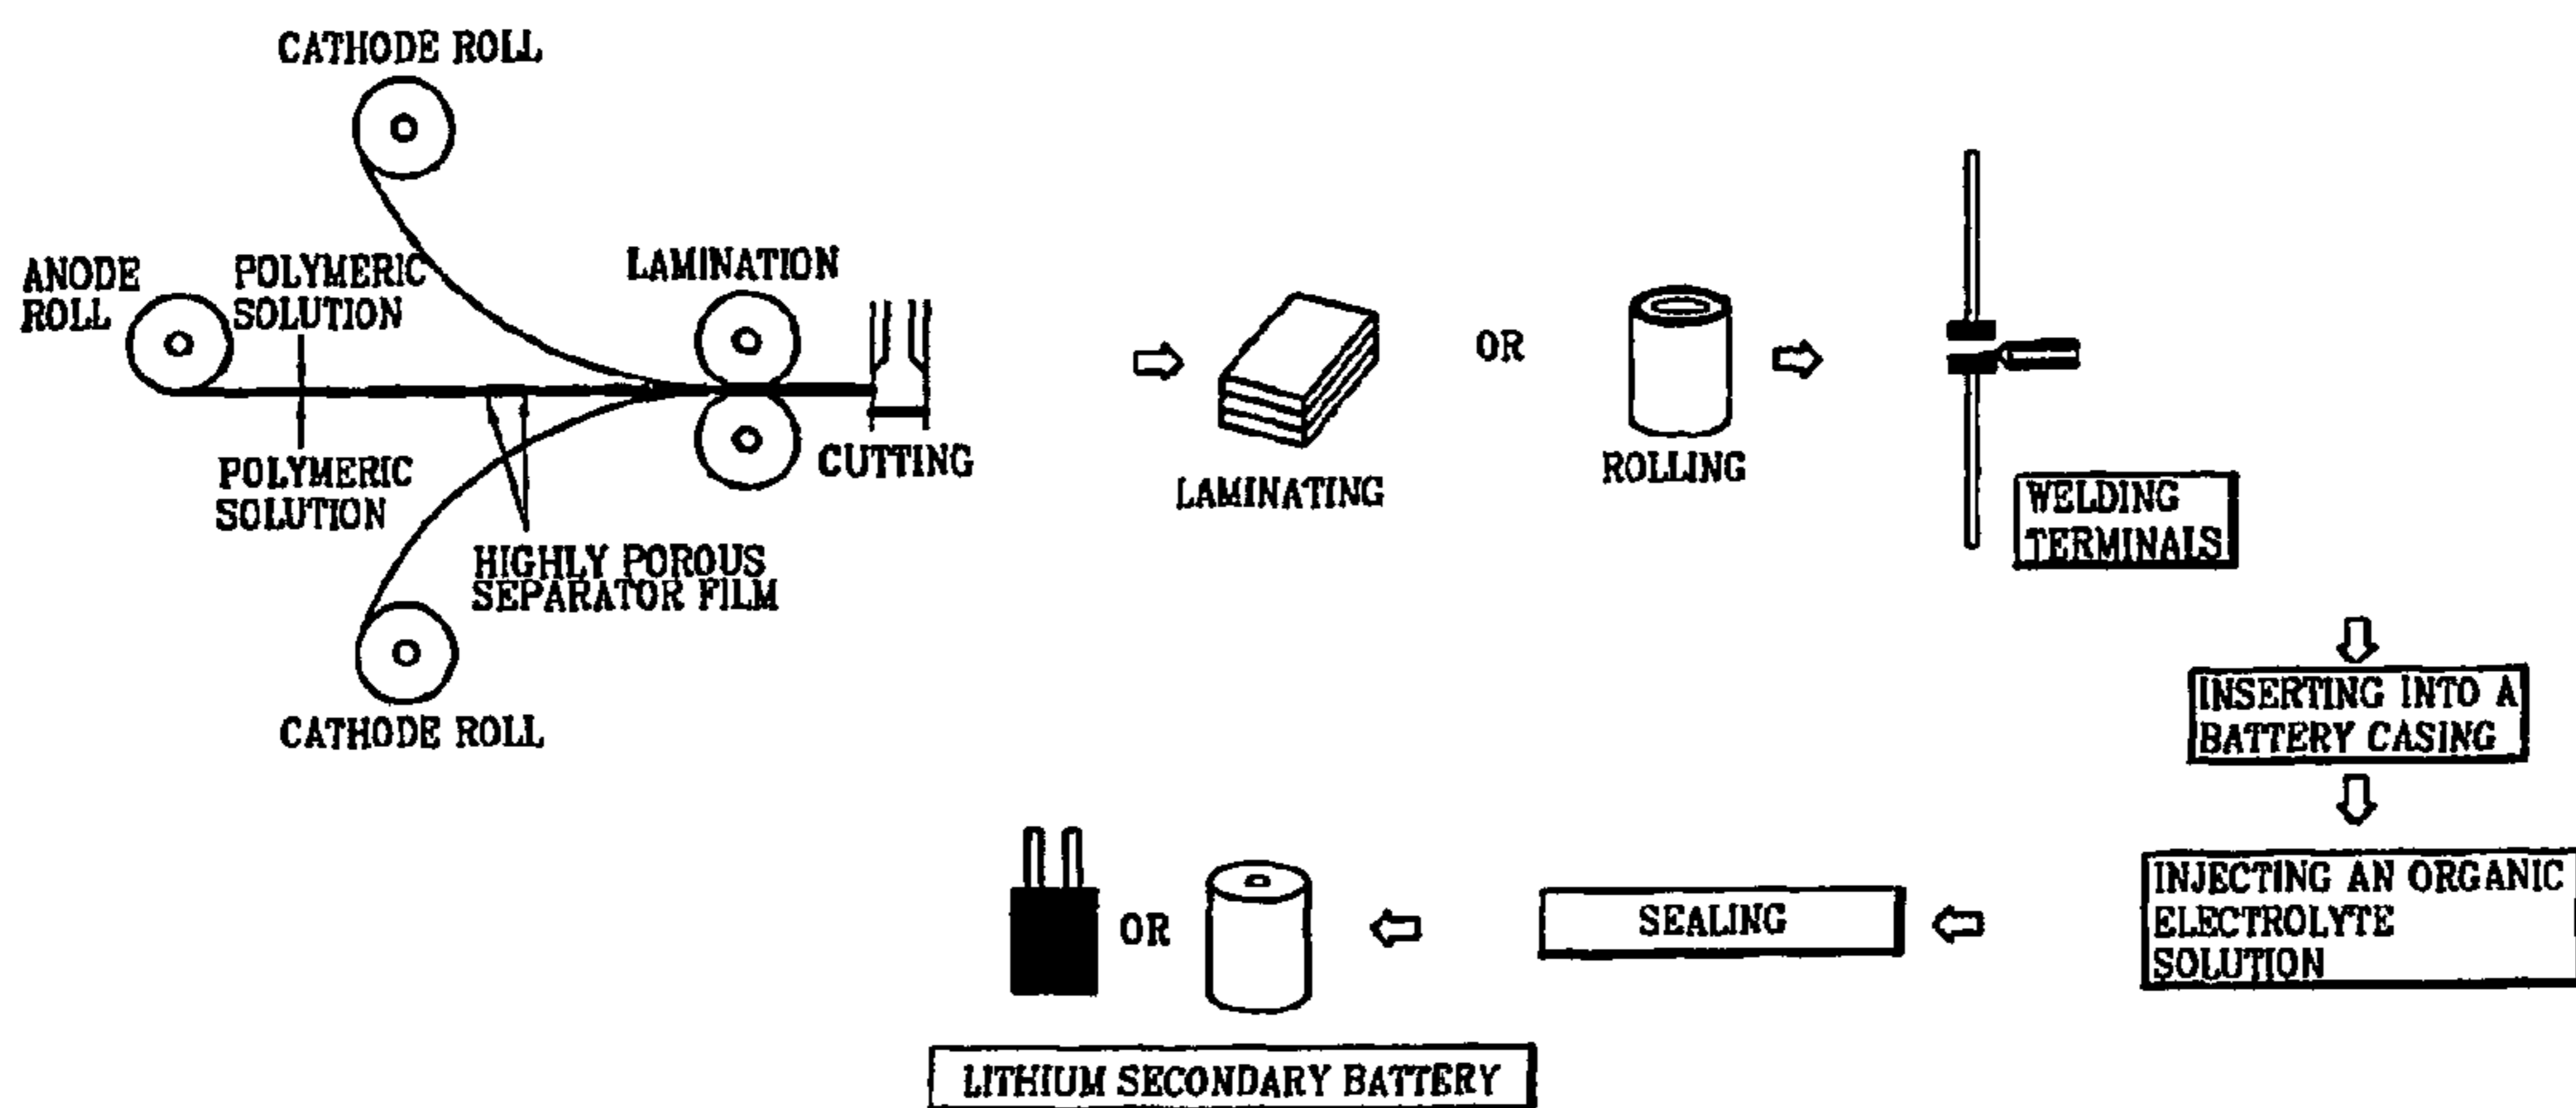 CATHODE ROLL
ANODE
ROLL
POLYMERIC
SOLUTION
LAMINATION
POLYMERIC
SOLUTION
CUTTING
HIGHLY POROUS
SEPARATOR FILM
CATHODE ROLL
LAMINATING
OR
ROLLING
WELDING
TERMINALS
INSERTING INTO A
BATTERY CASING
INJECTING AN ORGANIC
ELECTROLYTE
SOLUTION
SEALING
OR
LITHIUM SECONDARY BATTERY